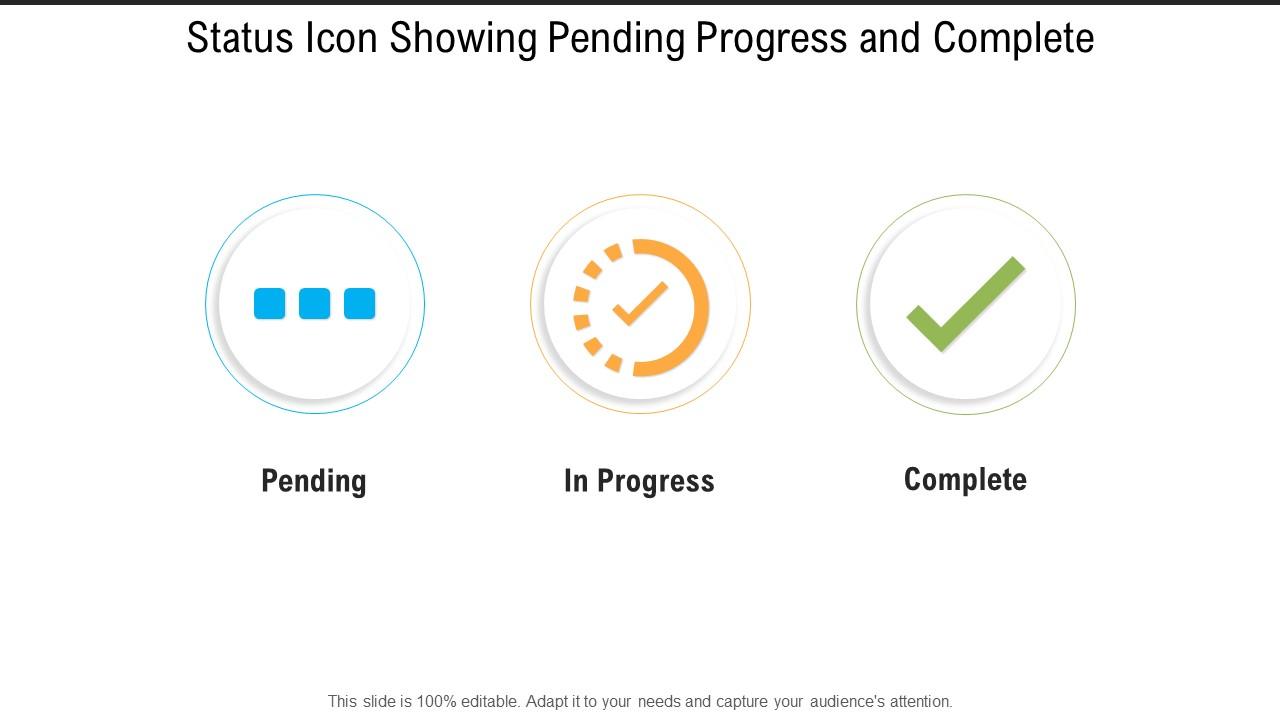 Status Icon Showing Pending Progress and Complete
Pending
In Progress
Complete
This slide is 100% editable. Adapt it to your needs and capture your audience's attention.